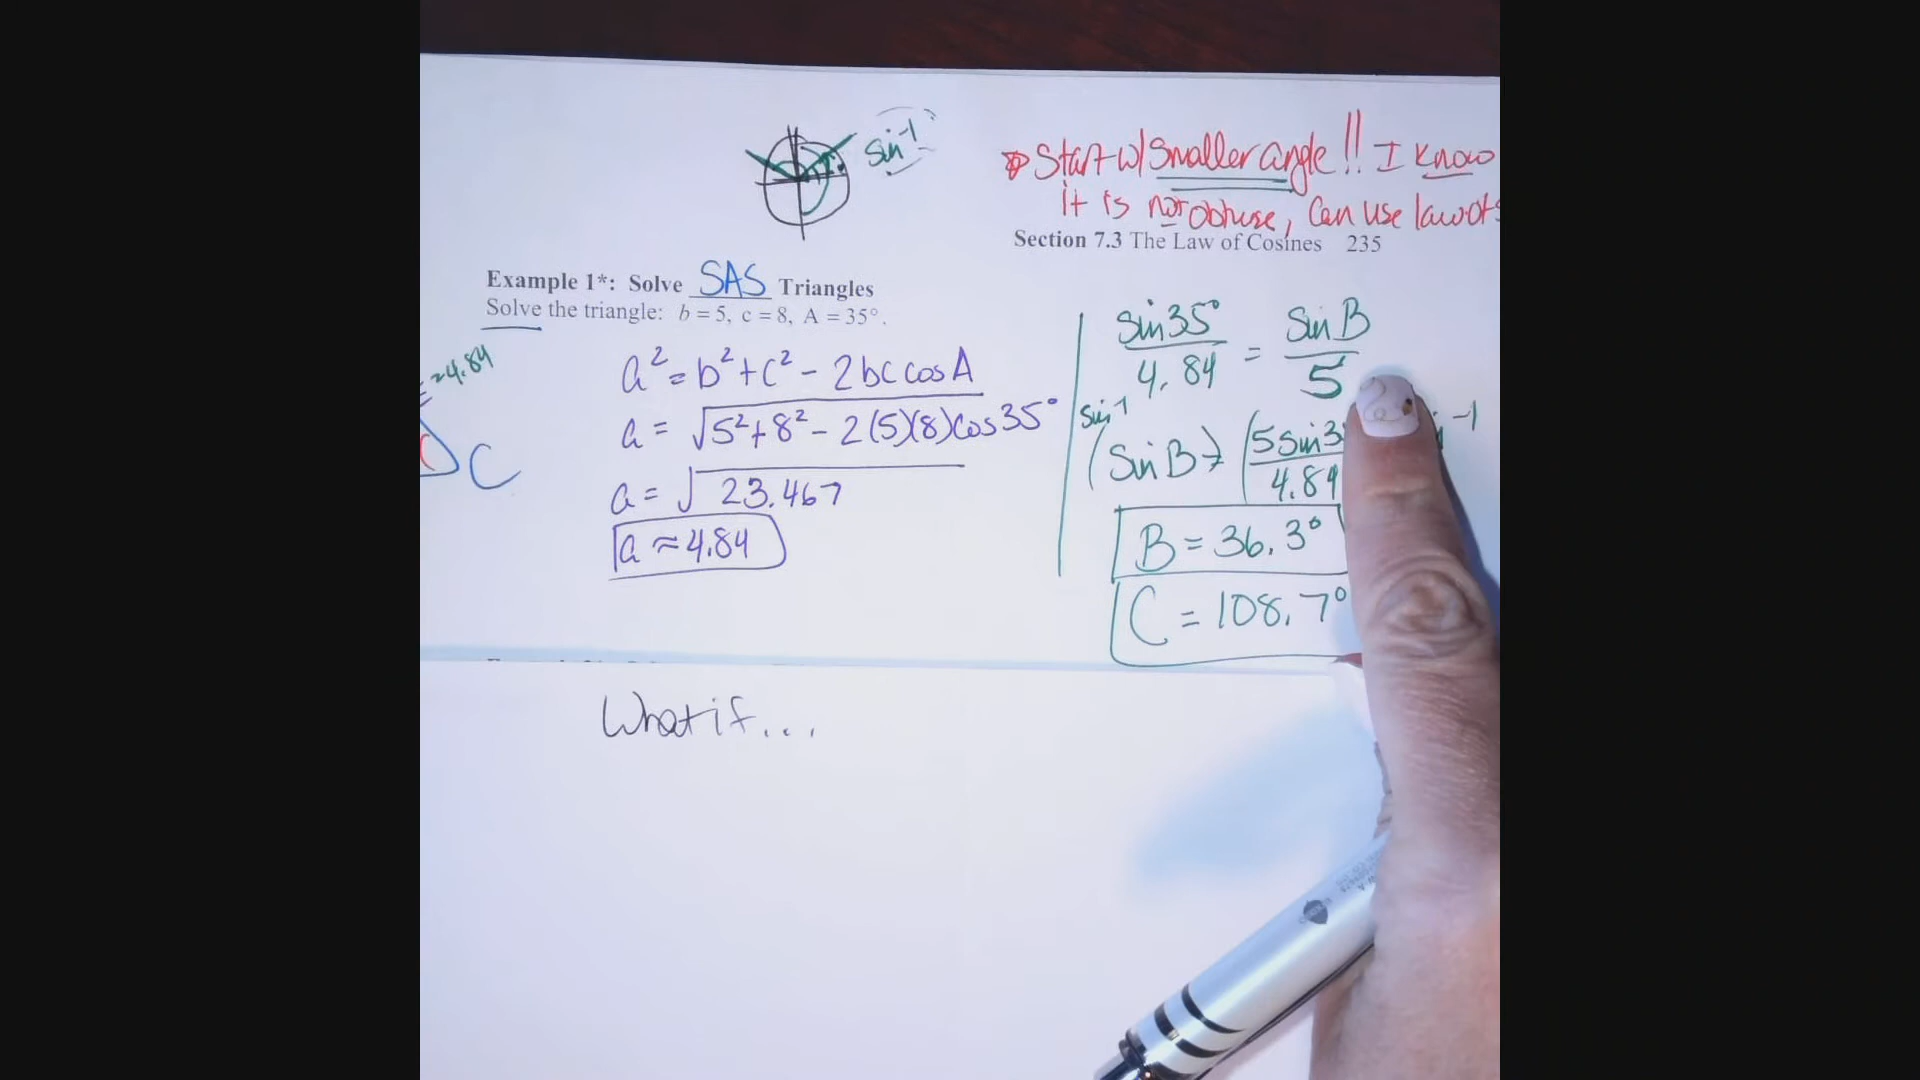 sin⁻¹
Start w/ smaller angle!! I know
it is not obtuse, can use law of
Section 7.3 The Law of Cosines 235
Example 1*: Solve SAS Triangles
Solve the triangle: b = 5, c = 8, A = 35°.
≈4.84
C
a² = b² + c² - 2bc cos A
a = √5² + 8² - 2(5)(8)cos 35°
a = √23.467
a ≈ 4.84
sin 35° / 4.84 = sin B / 5
sin⁻¹ (sin B) = (5 sin 3 / 4.84 ⁻¹
B = 36.3°
C = 108.7°
What if...